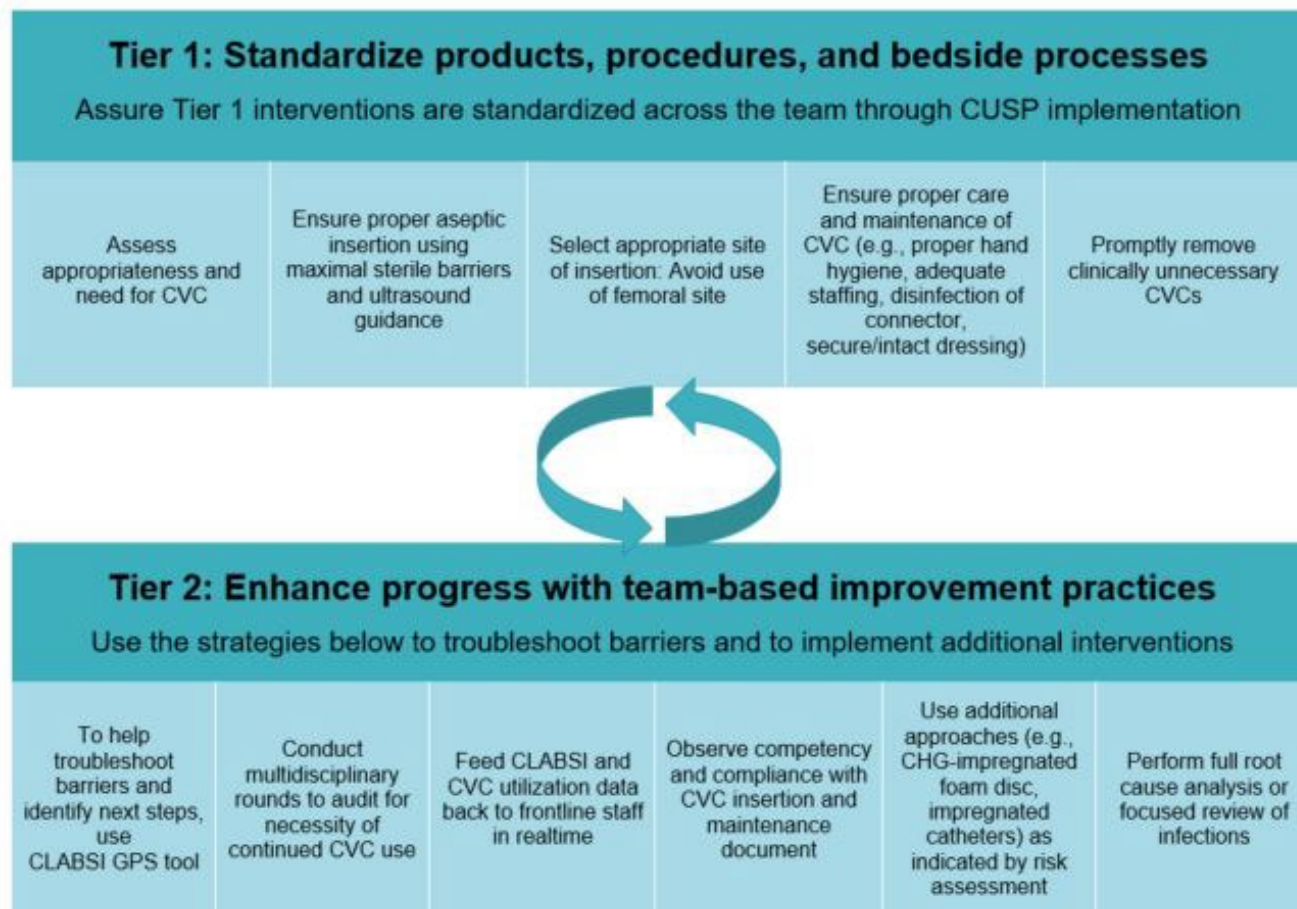 Tier 1: Standardize products, procedures, and bedside processes
Assure Tier 1 interventions are standardized across the team through CUSP implementation
Assess
appropriateness and
need for CVC
Ensure proper aseptic
insertion using
maximal sterile barriers
and ultrasound
guidance
Select appropriate site
of insertion: Avoid use
of femoral site
Ensure proper care
and maintenance of
CVC (e.g., proper hand
hygiene, adequate
staffing, disinfection of
connector,
secure/intact dressing)
Promptly remove
clinically unnecessary
CVCs
Tier 2: Enhance progress with team-based improvement practices
Use the strategies below to troubleshoot barriers and to implement additional interventions
To help
troubleshoot
barriers and
identify next steps,
use
CLABSI GPS tool
Conduct
multidisciplinary
rounds to audit for
necessity of
continued CVC use
Feed CLABSI and
CVC utilization data
back to frontline staff
in realtime
Observe competency
and compliance with
CVC insertion and
maintenance
document
Use additional
approaches (e.g.,
CHG-impregnated
foam disc,
impregnated
catheters) as
indicated by risk
assessment
Perform full root
cause analysis or
focused review of
infections